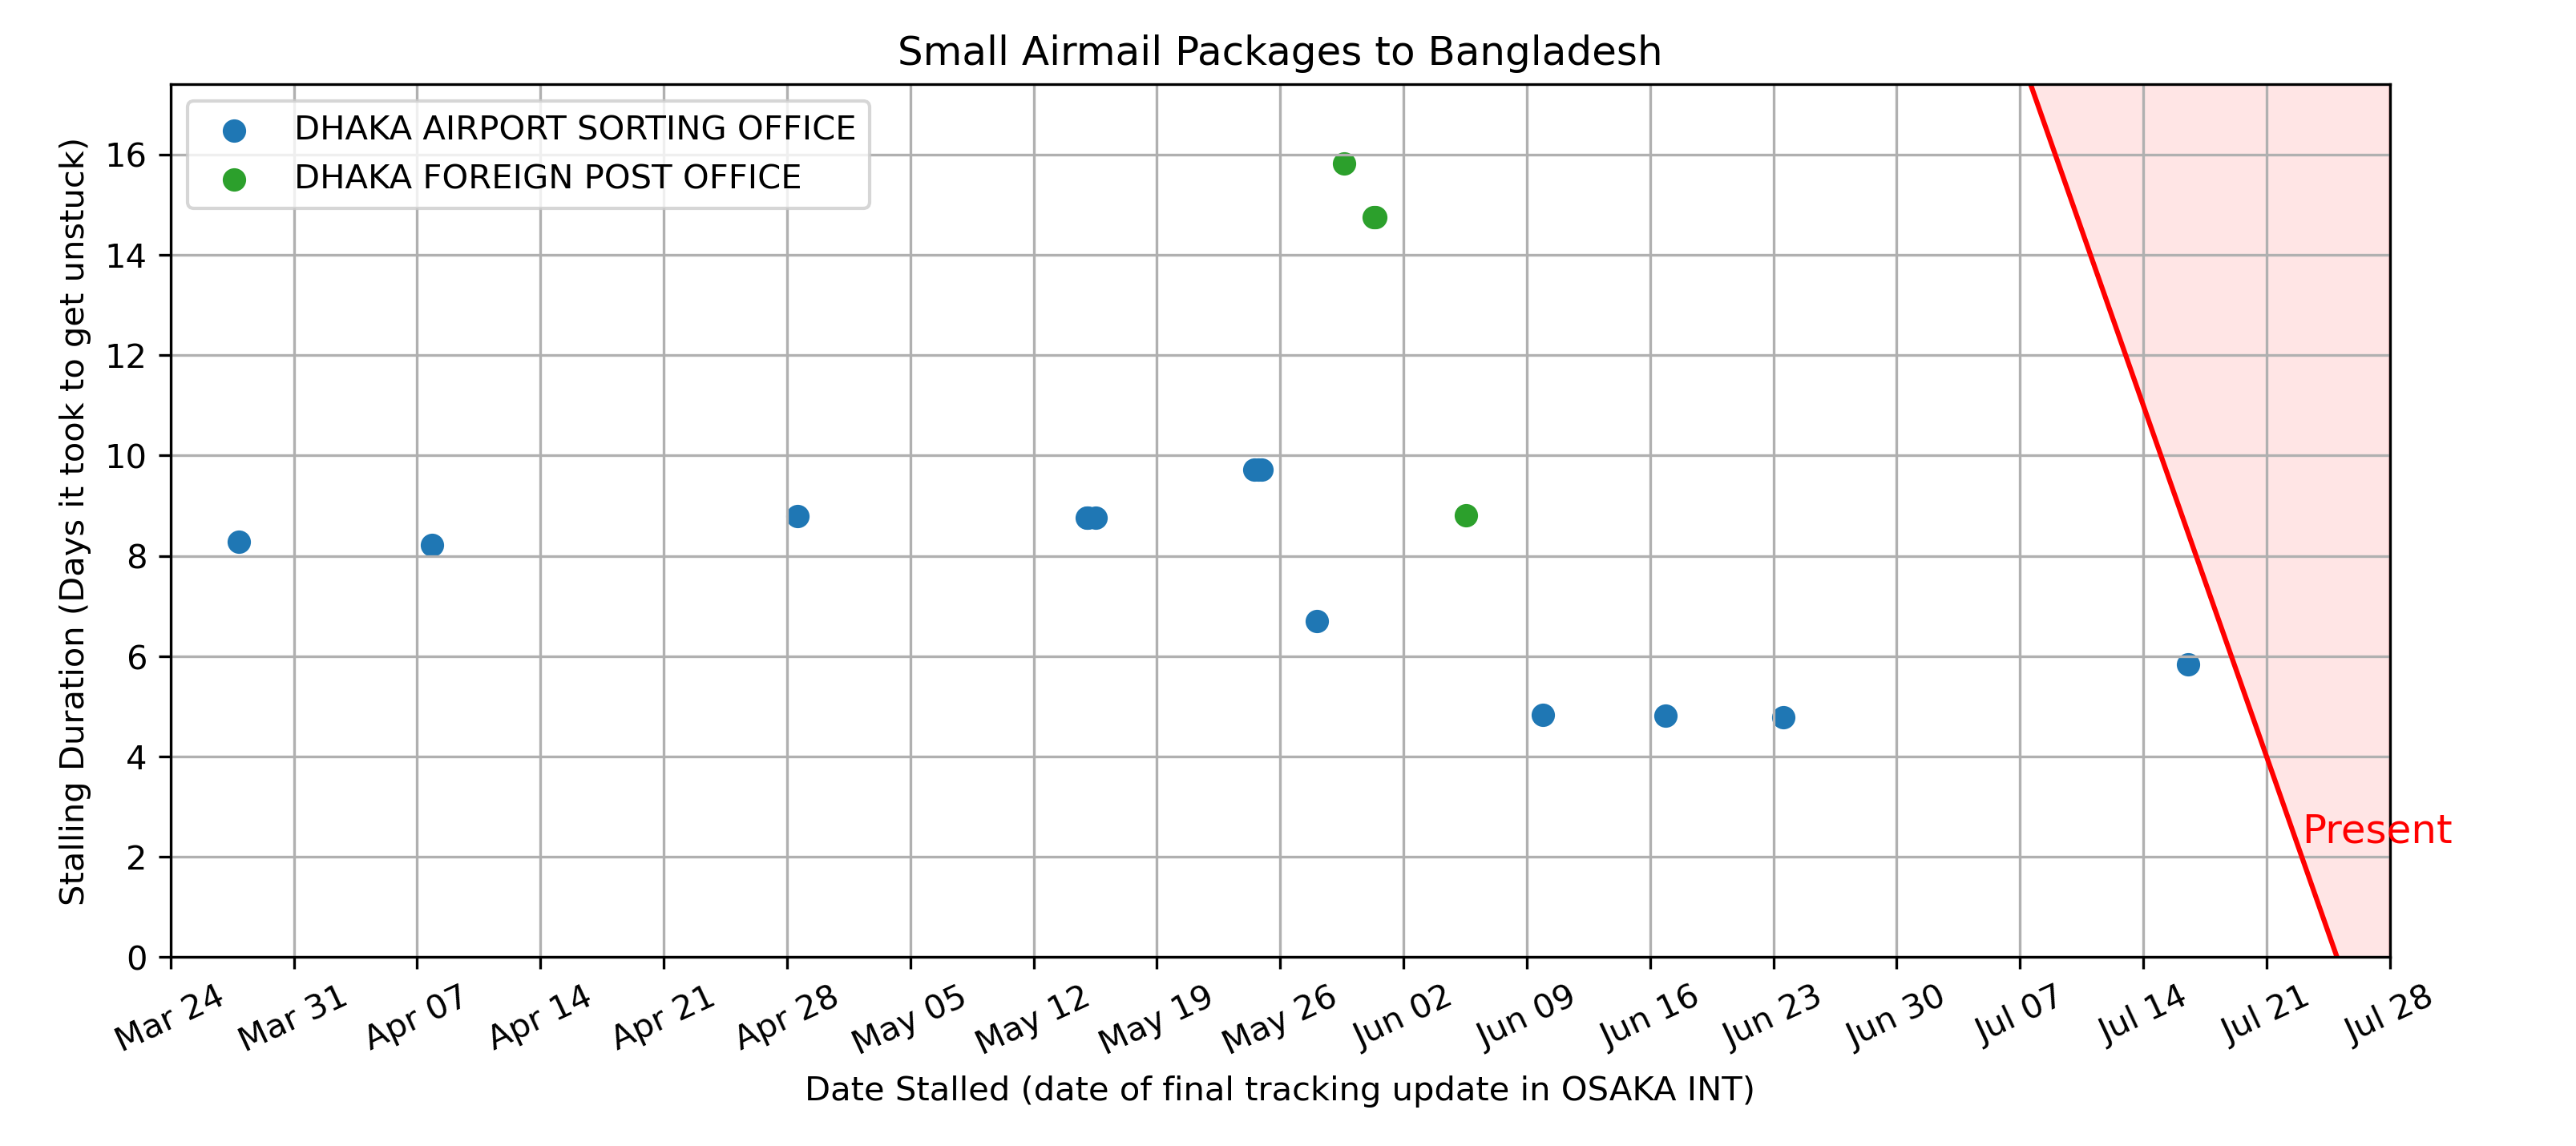 Small Airmail Packages to Bangladesh
DHAKA AIRPORT SORTING OFFICE
DHAKA FOREIGN POST OFFICE
Stalling Duration (Days it took to get unstuck)
16
14
12
10
8
6
4
2
0
Present
Mar 24 Mar 31 Apr 07 Apr 14 Apr 21 Apr 28 May 05 May 12 May 19 May 26 Jun 02 Jun 09 Jun 16 Jun 23 Jun 30 Jul 07 Jul 14 Jul 21 Jul 28
Date Stalled (date of final tracking update in OSAKA INT)